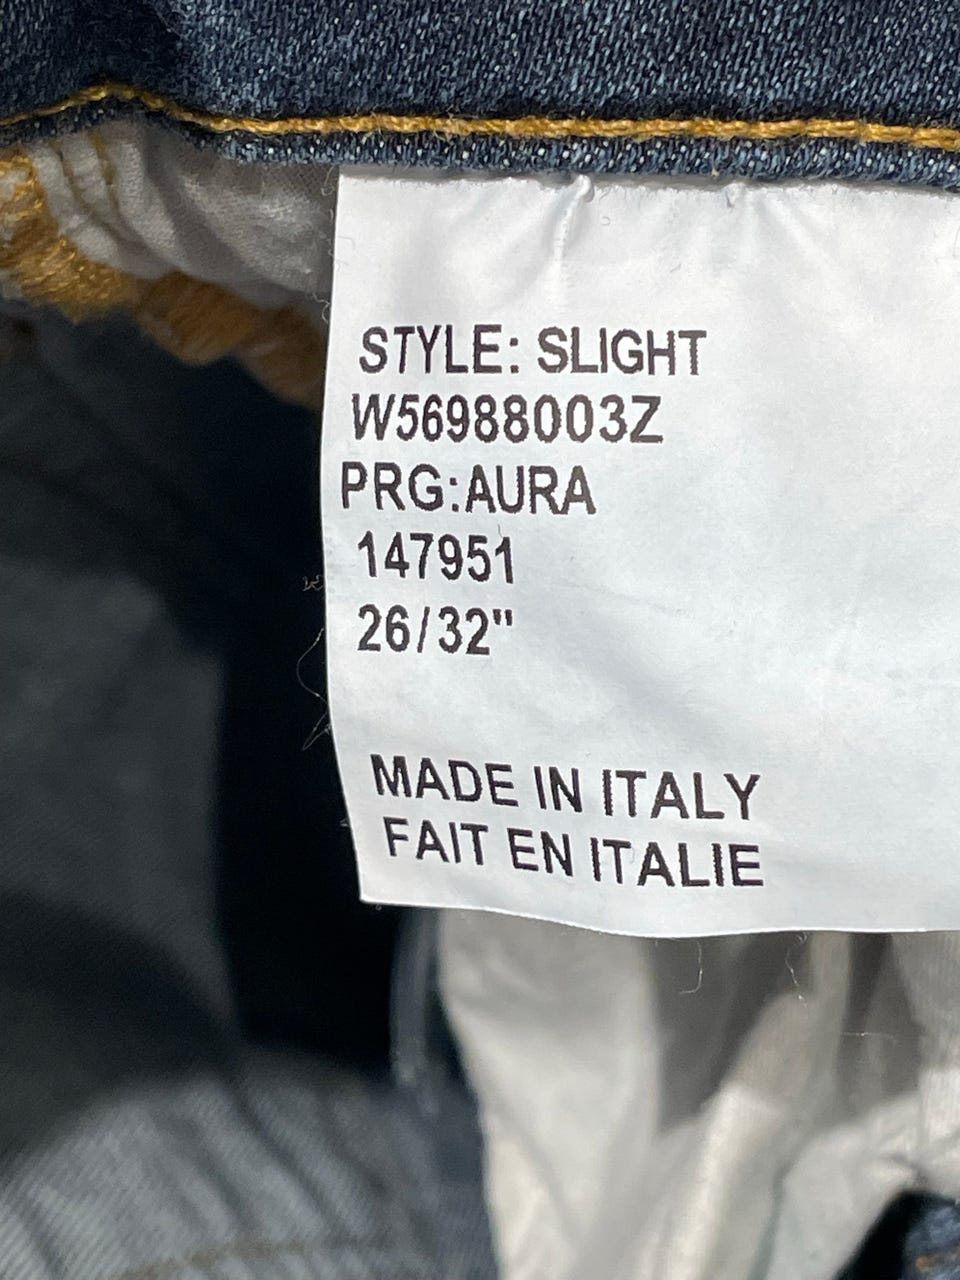 STYLE: SLIGHT
W56988003Z
PRG:AURA
147951
26/32"
MADE IN ITALY
FAIT EN ITALIE